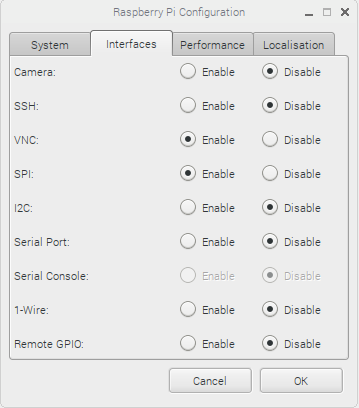 Raspberry Pi Configuration
System Interfaces Performance Localisation
Camera: Enable Disable
SSH: Enable Disable
VNC: Enable Disable
SPI: Enable Disable
I2C: Enable Disable
Serial Port: Enable Disable
Serial Console: Enable Disable
1-Wire: Enable Disable
Remote GPIO: Enable Disable
Cancel OK